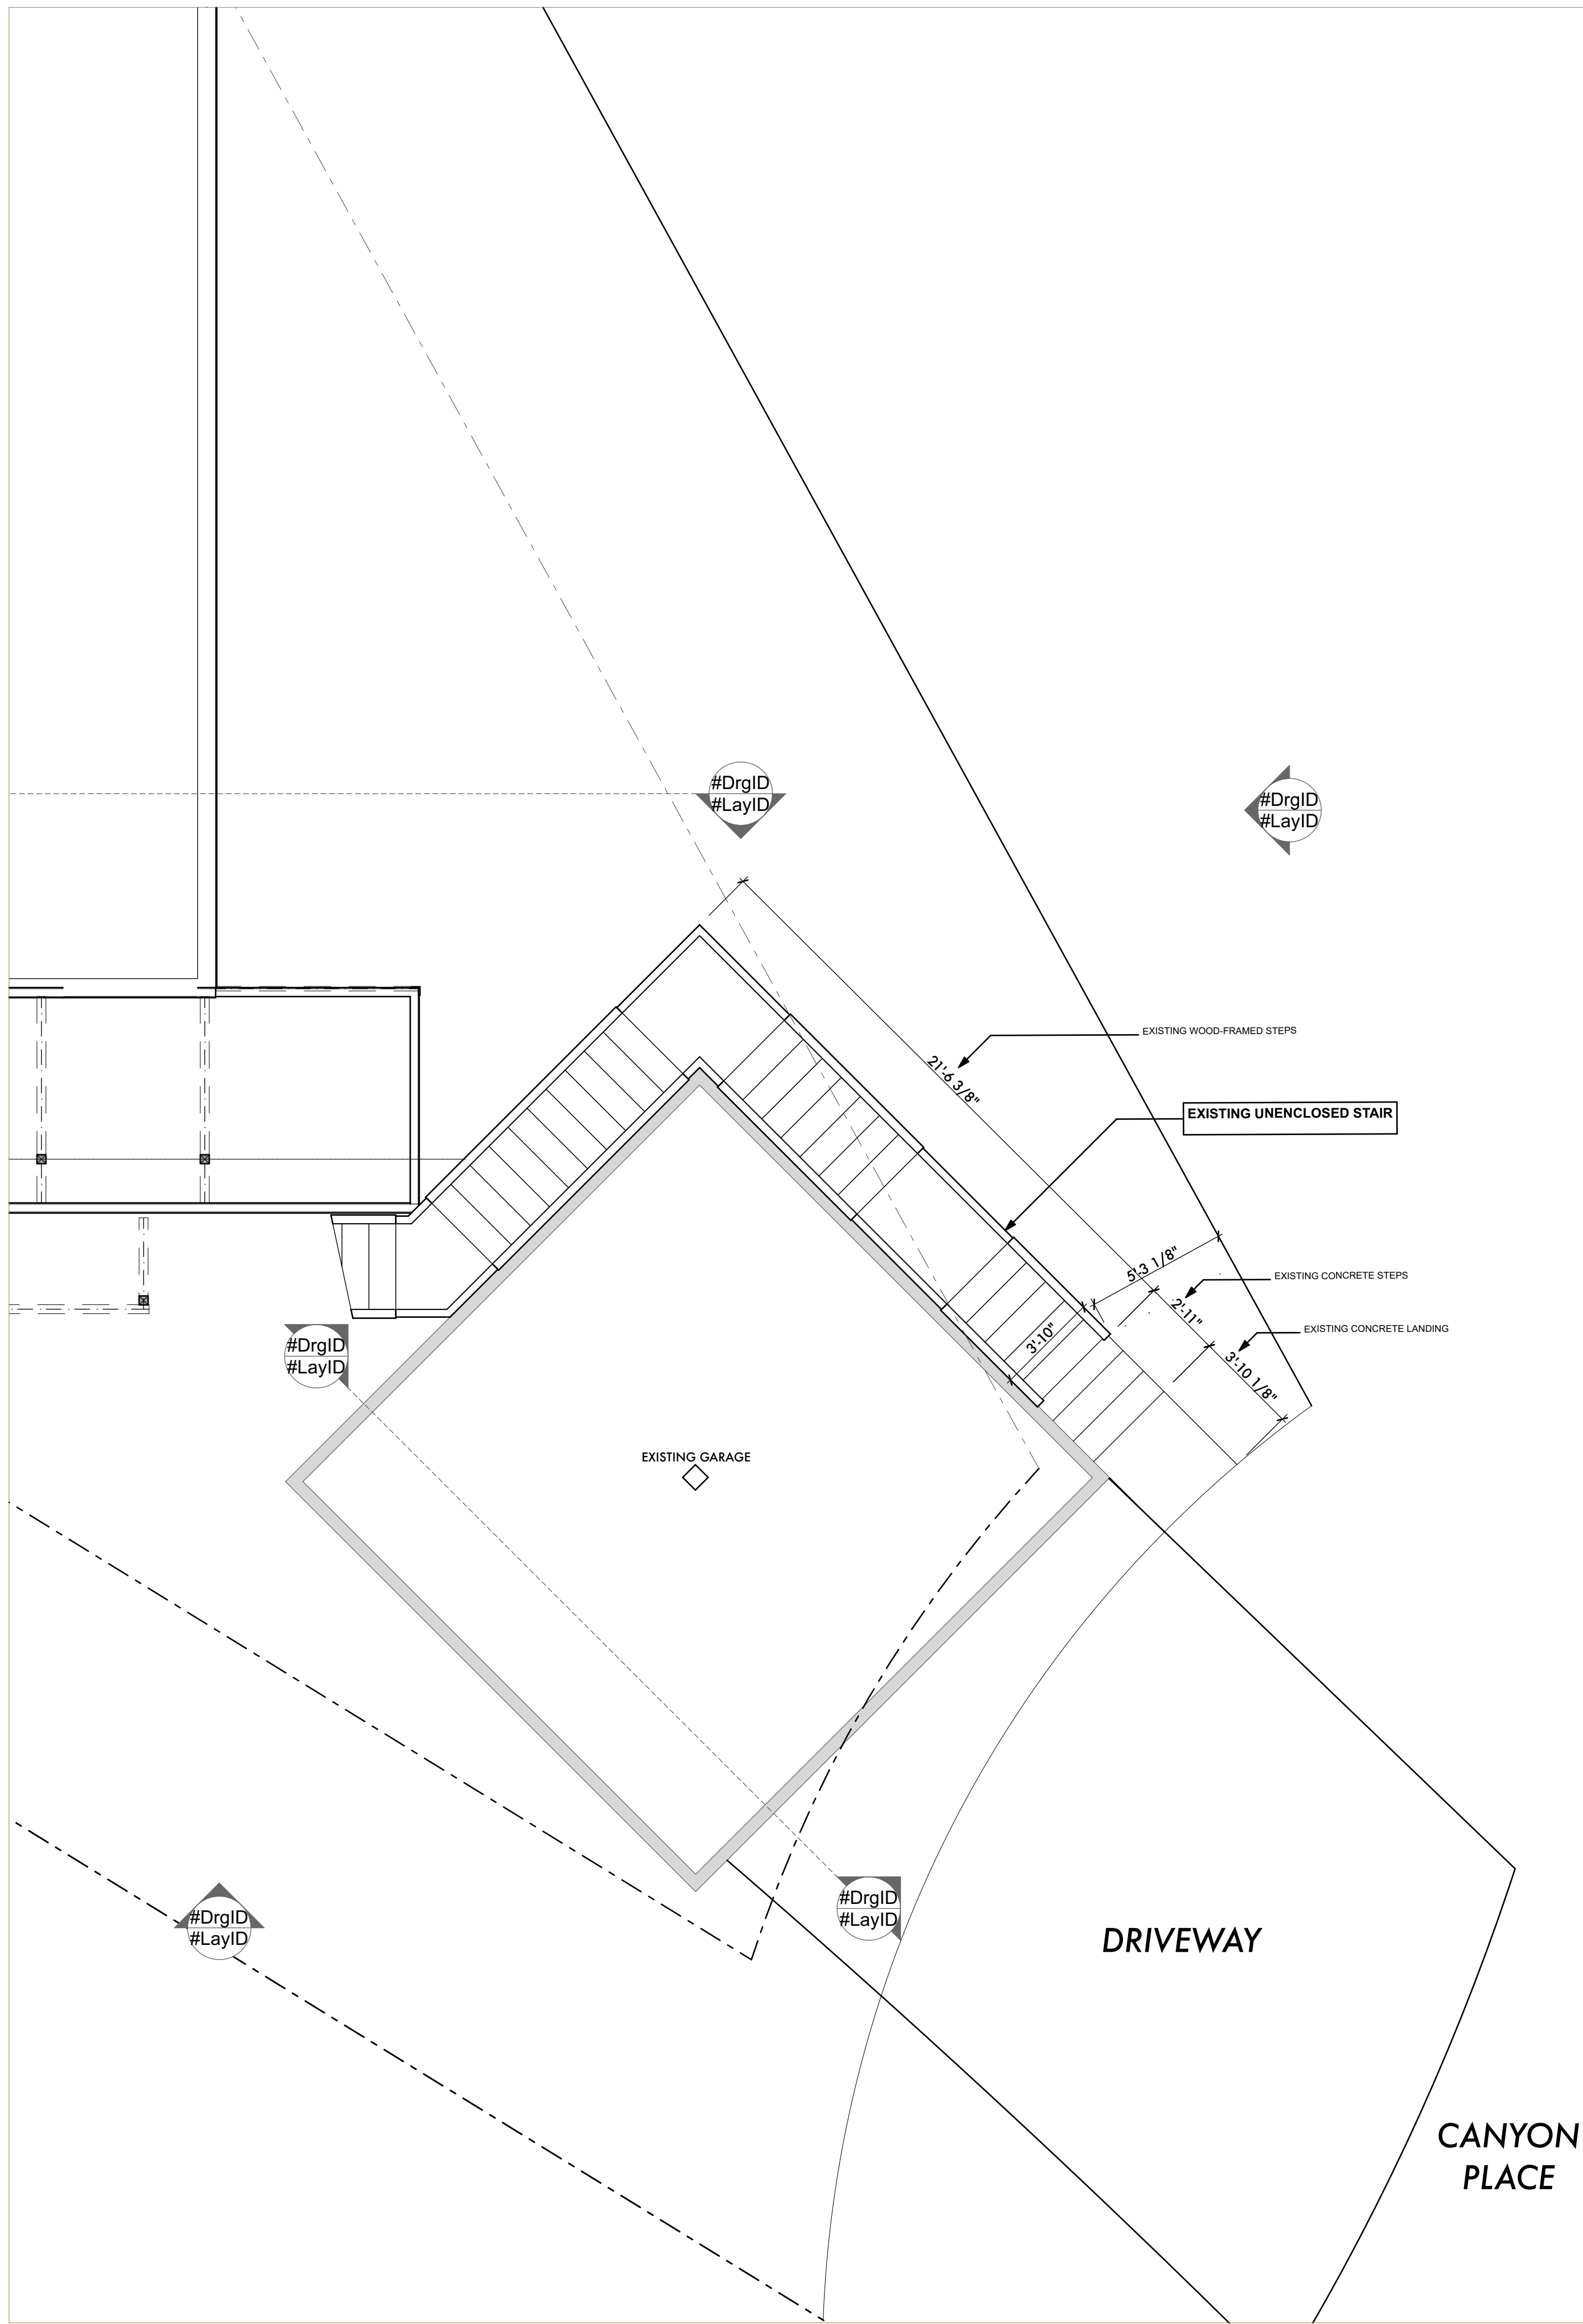 #DrgID
#LayID
#DrgID
#LayID
EXISTING WOOD-FRAMED STEPS
21'-6 3/8"
EXISTING UNENCLOSED STAIR
5'-3 1/8"
EXISTING CONCRETE STEPS
2'-11"
EXISTING CONCRETE LANDING
3'-10"
3'-10 1/8"
#DrgID
#LayID
EXISTING GARAGE
#DrgID
#LayID
#DrgID
#LayID
DRIVEWAY
CANYON
PLACE